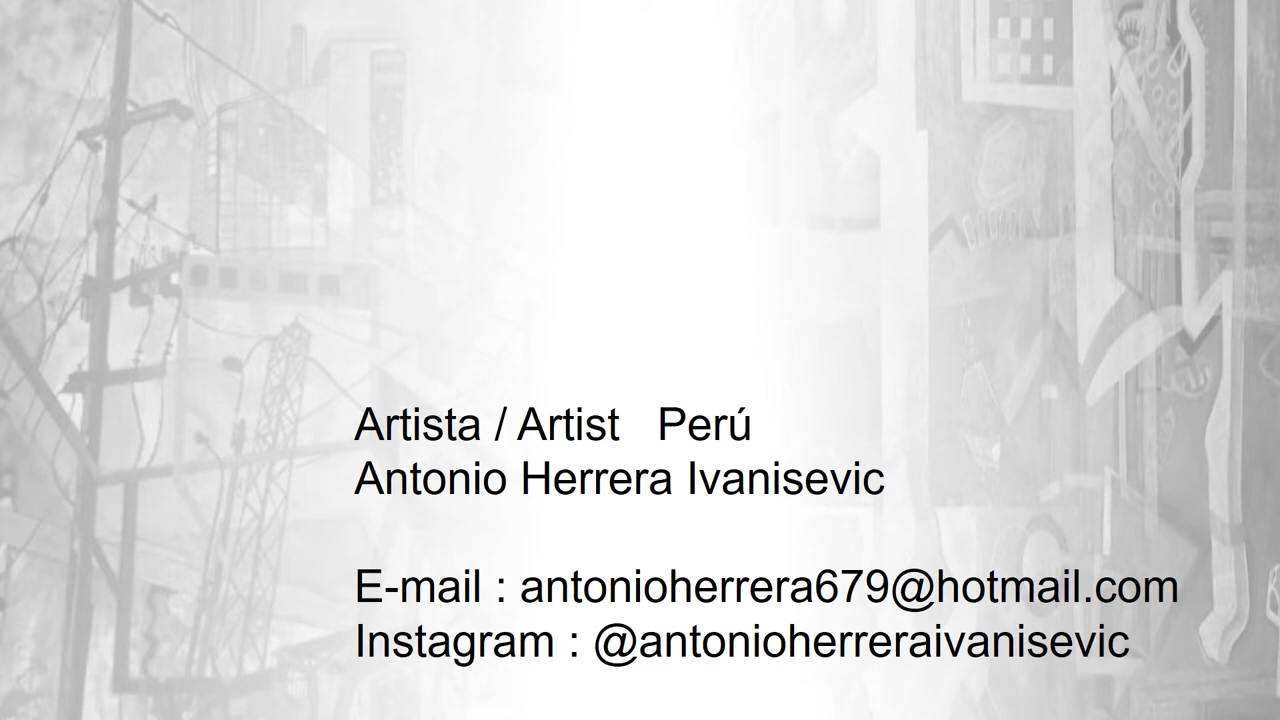 Artista / Artist   Perú
Antonio Herrera Ivanisevic
E-mail : antonioherrera679@hotmail.com
Instagram : @antonioherreraivanisevic